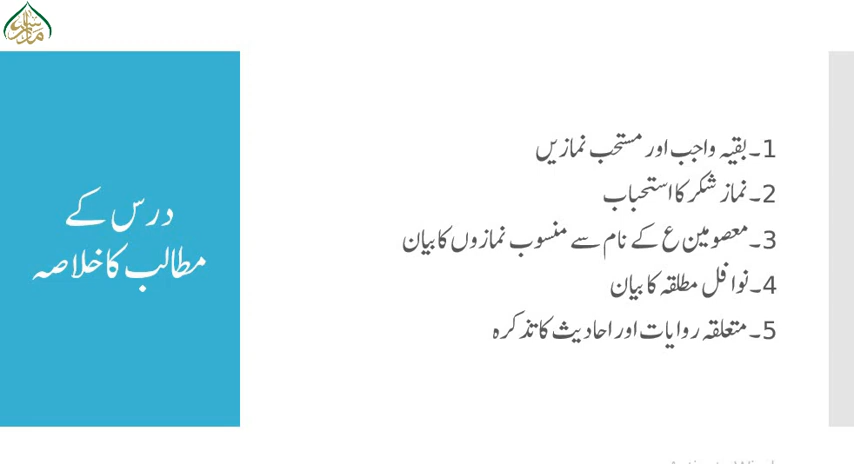 درس کے
مطالب کا خلاصہ
1۔بقیہ واجب اور مستحب نمازیں
2۔نماز شکر کا استحباب
3۔معصومین ع کے نام سے منسوب نمازوں کا بیان
4۔نوافل مطلقہ کا بیان
5۔متعلقہ روایات اور احادیث کا تذکرہ